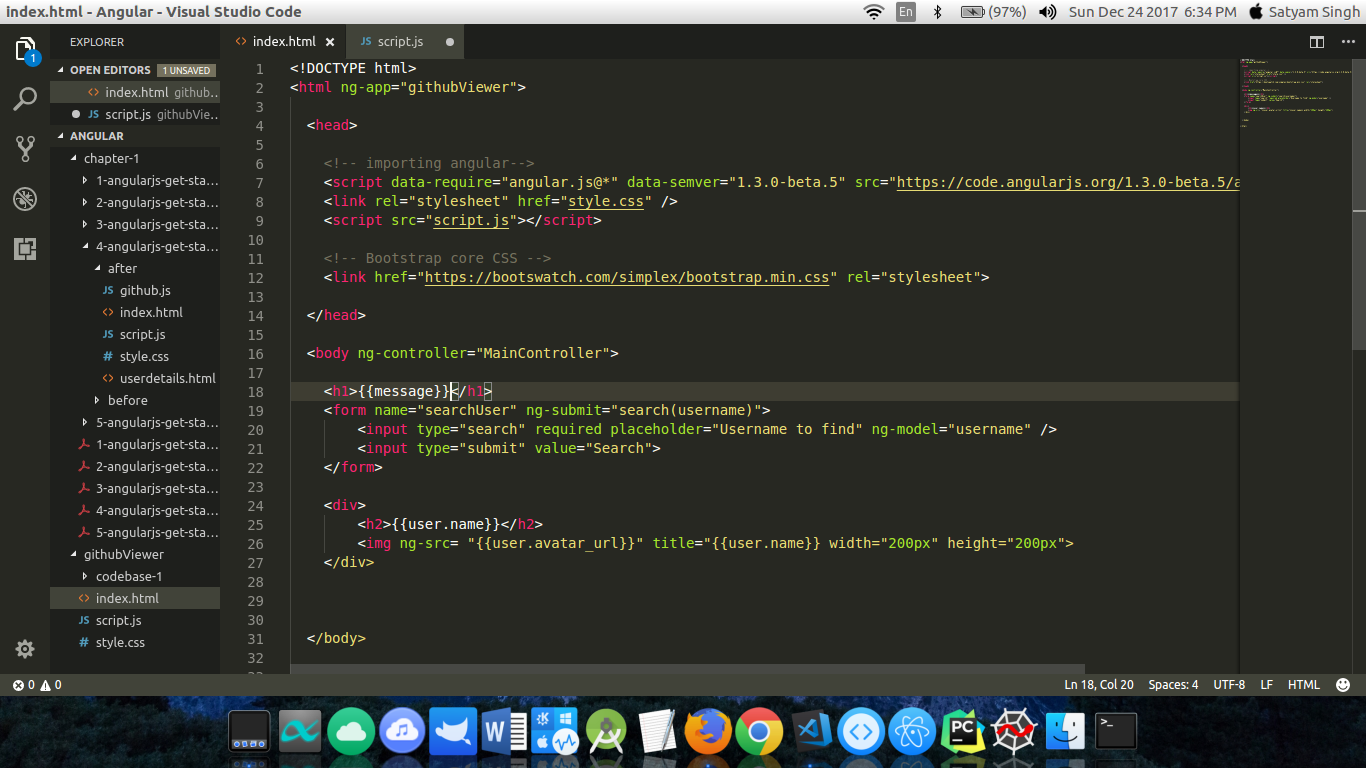 index.html - Angular - Visual Studio Code
En (97%) Sun Dec 24 2017 6:34 PM Satyam Singh
1
EXPLORER
OPEN EDITORS 1 UNSAVED
index.html github..
script.js githubVie...
ANGULAR
chapter-1
1-angularjs-get-sta...
2-angularjs-get-sta...
3-angularjs-get-sta...
4-angularjs-get-sta...
after
JS github.js
<> index.html
JS script.js
# style.css
<> userdetails.html
before
5-angularjs-get-sta...
1-angularjs-get-sta...
2-angularjs-get-sta...
3-angularjs-get-sta...
4-angularjs-get-sta...
5-angularjs-get-sta...
githubViewer
codebase-1
<> index.html
JS script.js
# style.css
<> index.html × JS script.js
1 <!DOCTYPE html>
2 <html ng-app="githubViewer">
3
4 <head>
5
6 <!-- importing angular-->
7 <script data-require="angular.js@*" data-semver="1.3.0-beta.5" src="https://code.angularjs.org/1.3.0-beta.5/a
8 <link rel="stylesheet" href="style.css" />
9 <script src="script.js"></script>
10
11 <!-- Bootstrap core CSS -->
12 <link href="https://bootswatch.com/simplex/bootstrap.min.css" rel="stylesheet">
13
14 </head>
15
16 <body ng-controller="MainController">
17
18 <h1>{{message}}</h1>
19 <form name="searchUser" ng-submit="search(username)">
20 <input type="search" required placeholder="Username to find" ng-model="username" />
21 <input type="submit" value="Search">
22 </form>
23
24 <div>
25 <h2>{{user.name}}</h2>
26 <img ng-src= "{{user.avatar_url}}" title="{{user.name}} width="200px" height="200px">
27 </div>
28
29
30
31 </body>
32
0 0 Ln 18, Col 20 Spaces: 4 UTF-8 LF HTML
W
PC
>_